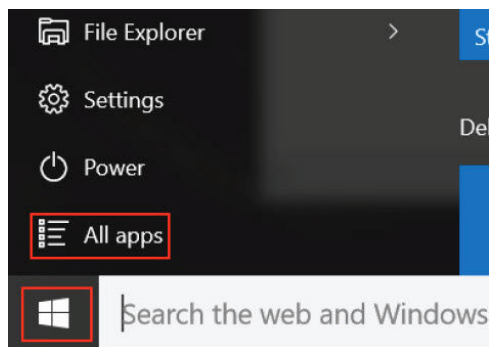 File Explorer
Settings
Power
All apps
Search the web and Windows